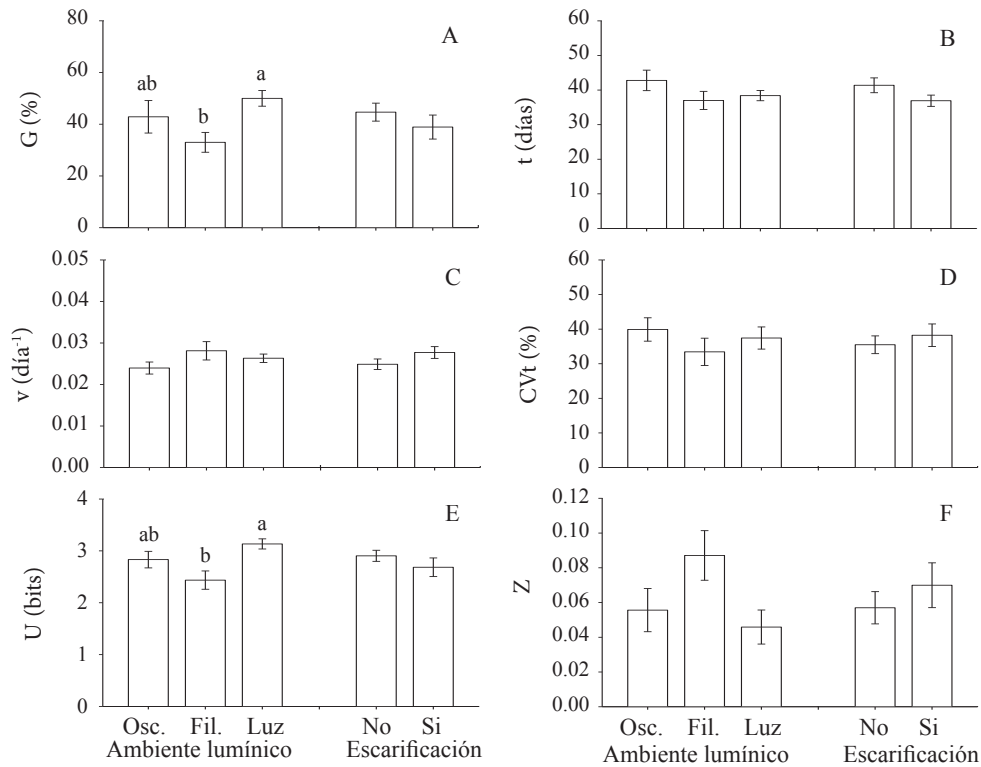 A
G (%)
80
60
40
20
0
ab
b
a
B
t (días)
60
50
40
30
20
10
0
C
v (día-1)
0.05
0.04
0.03
0.02
0.01
0.00
D
CVt (%)
60
50
40
30
20
10
0
E
U (bits)
4
3
2
1
0
ab
b
a
Osc. Fil. Luz No Si
Ambiente lumínico Escarificación
F
Z
0.12
0.10
0.08
0.06
0.04
0.02
0.00
Osc. Fil. Luz No Si
Ambiente lumínico Escarificación